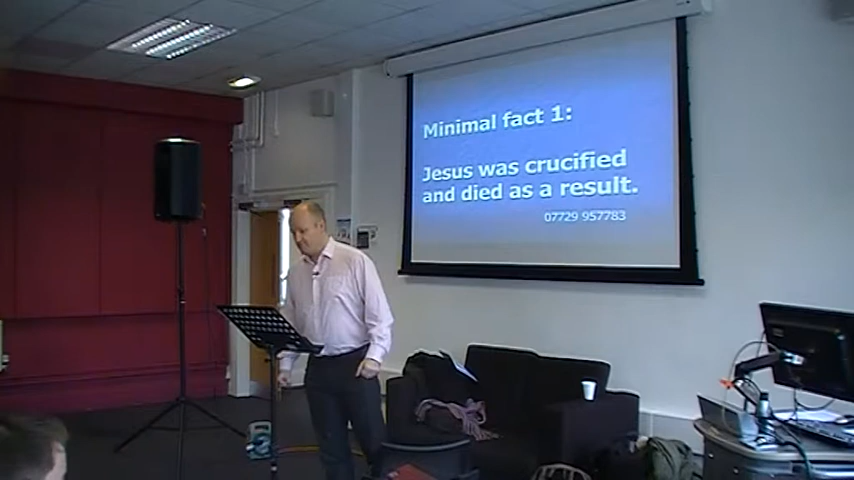 Minimal fact 1:
Jesus was crucified
and died as a result.
07729 957783